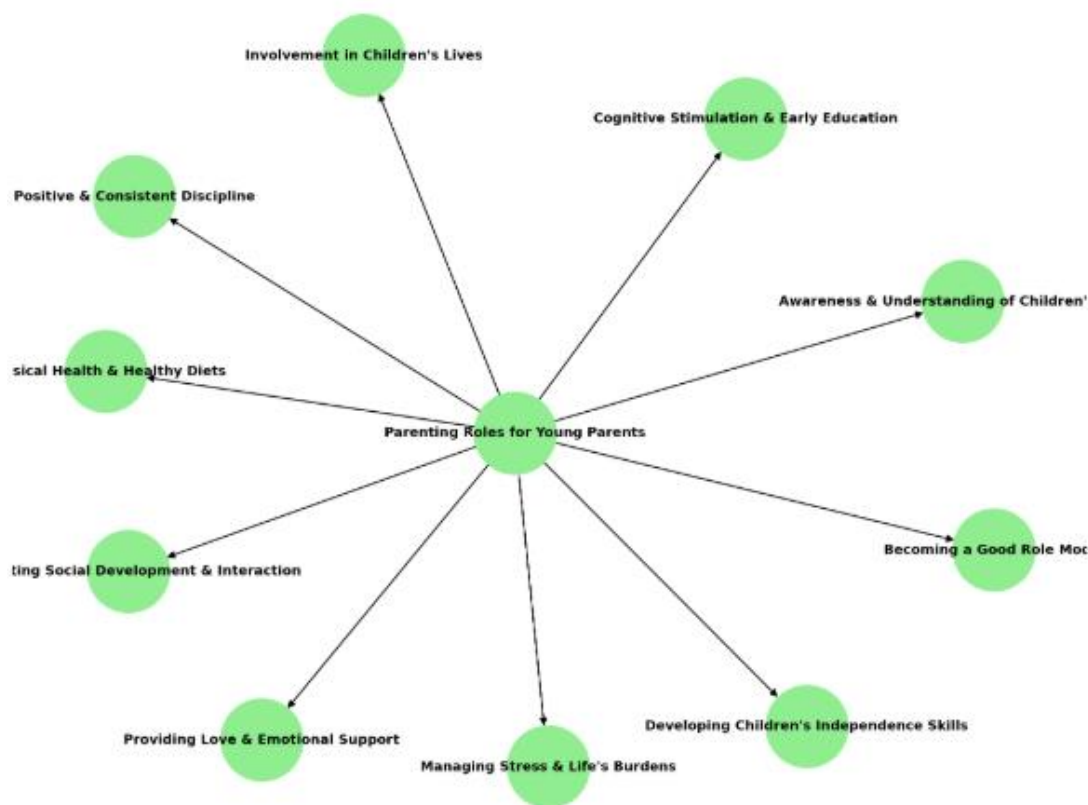 Involvement in Children's Lives
Cognitive Stimulation & Early Education
Positive & Consistent Discipline
Awareness & Understanding of Children'
sical Health & Healthy Diets
Parenting Roles for Young Parents
Becoming a Good Role Mod
ting Social Development & Interaction
Developing Children's Independence Skills
Providing Love & Emotional Support
Managing Stress & Life's Burdens